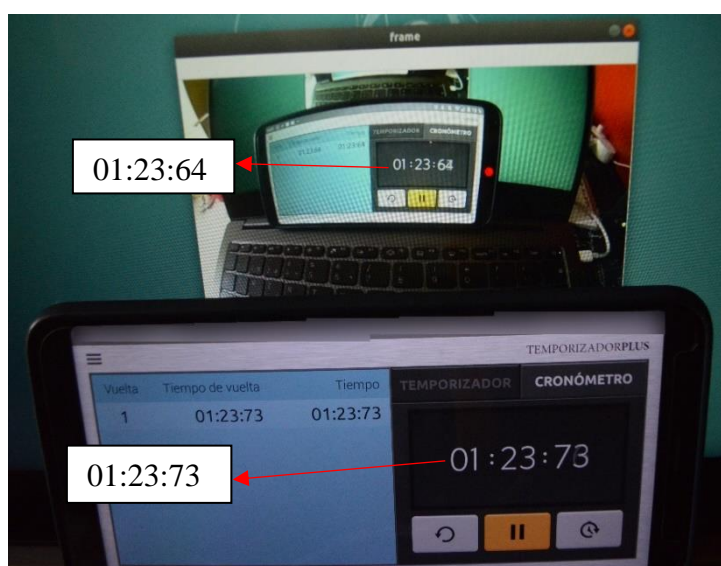 frame
TEMPORIZADOR CRONÓMETRO
01:23:64
01:23:64
TEMPORIZADORPLUS
Vuelta Tiempo de vuelta Tiempo
TEMPORIZADOR CRONÓMETRO
1 01:23:73 01:23:73
01:23:73
01:23:73